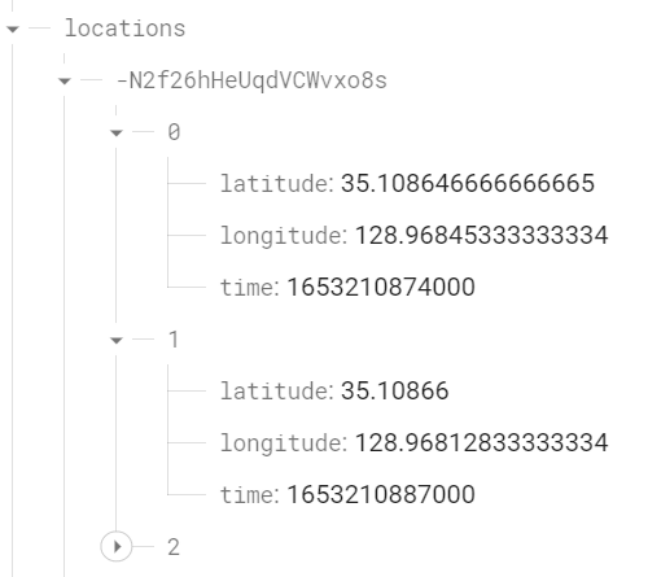 locations
-N2f26hHeUqdVCWvxo8s
0
latitude: 35.108646666666665
longitude: 128.96845333333334
time: 1653210874000
1
latitude: 35.10866
longitude: 128.96812833333334
time: 1653210887000
2